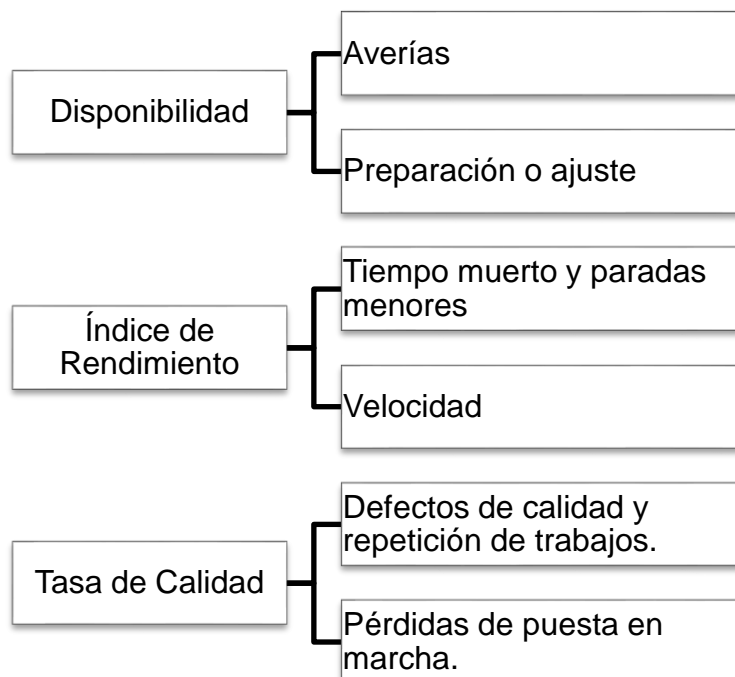 Disponibilidad
Averías
Preparación o ajuste
Índice de
Rendimiento
Tiempo muerto y paradas
menores
Velocidad
Tasa de Calidad
Defectos de calidad y
repetición de trabajos.
Pérdidas de puesta en
marcha.